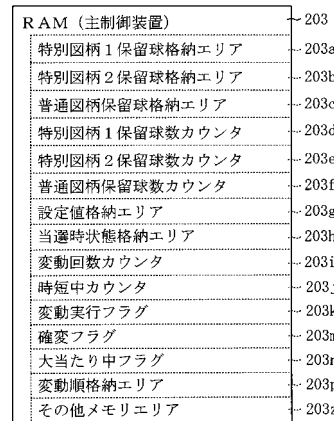 RAM（主制御装置） 203
特別図柄１保留球格納エリア 203a
特別図柄２保留球格納エリア 203b
普通図柄保留球格納エリア 203c
特別図柄１保留球数カウンタ 203d
特別図柄２保留球数カウンタ 203e
普通図柄保留球数カウンタ 203f
設定値格納エリア 203g
当選時状態格納エリア 203h
変動回数カウンタ 203i
時短中カウンタ 203j
変動実行フラグ 203k
確変フラグ 203m
大当たり中フラグ 203n
変動順格納エリア 203p
その他メモリエリア 203z